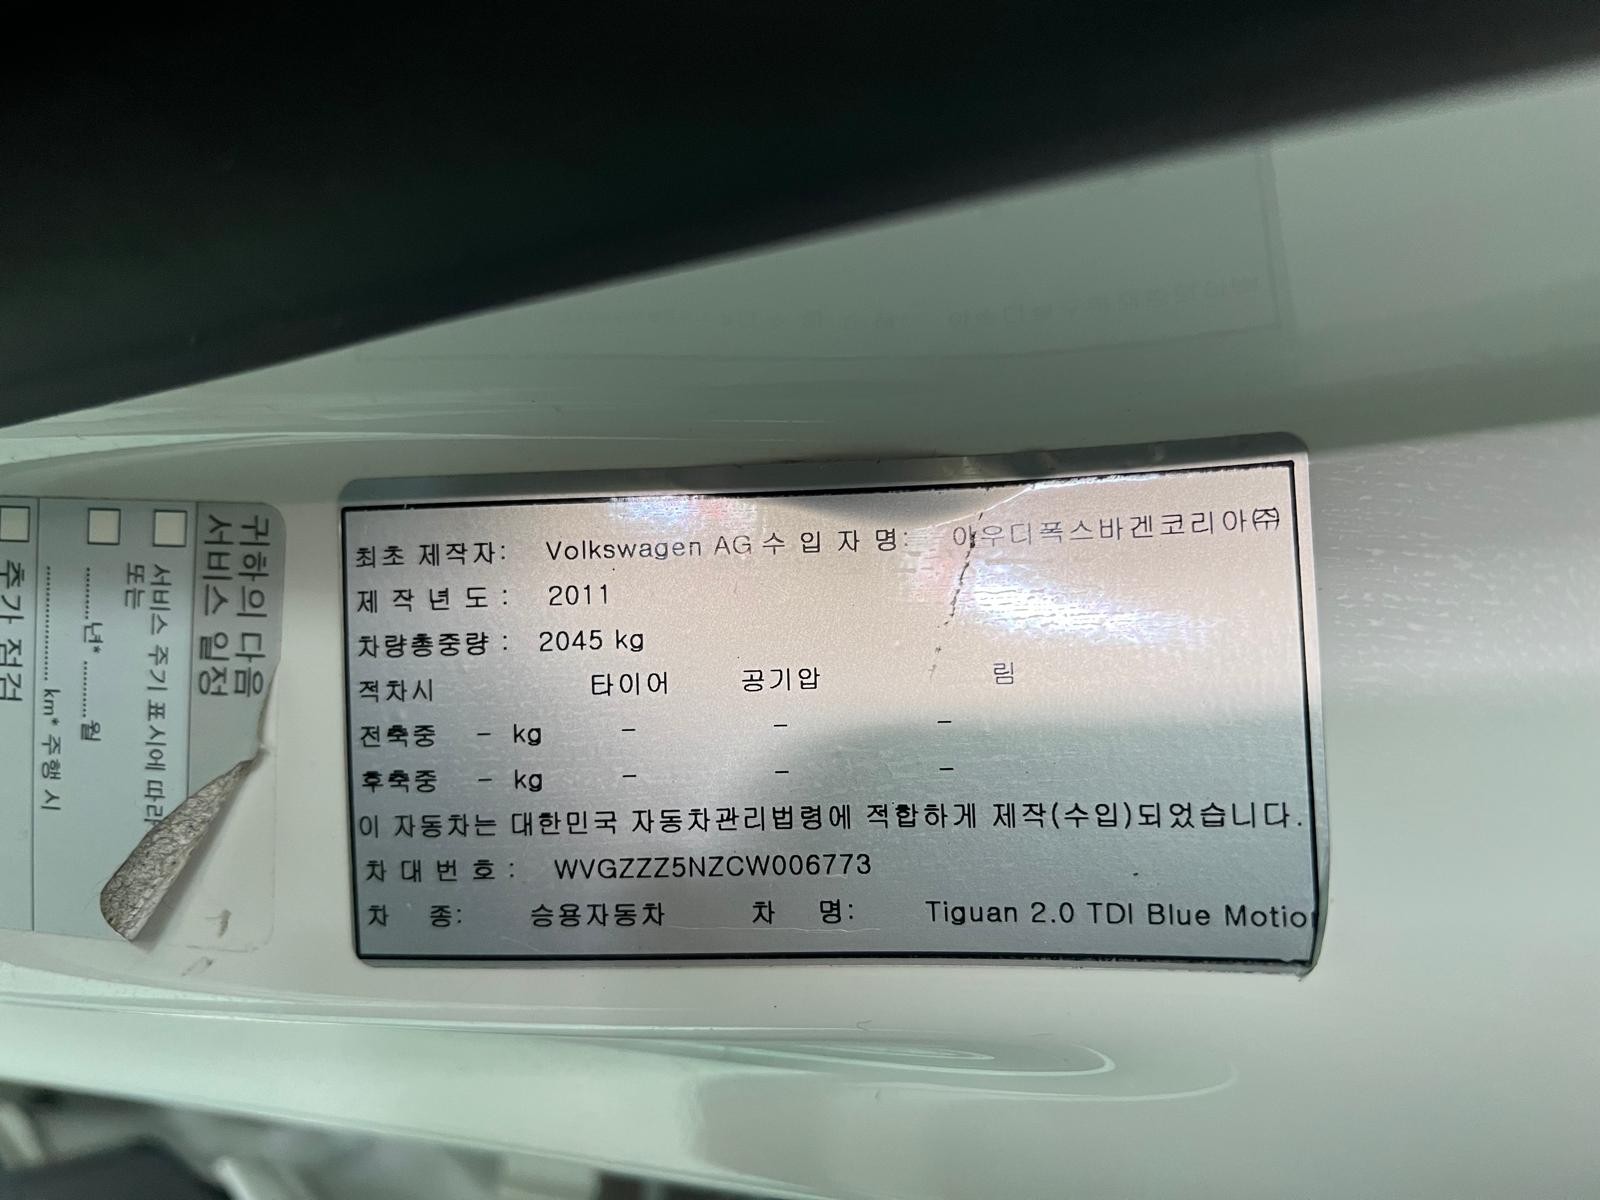 최초 제작자: Volkswagen AG 수 입 자 명: 아우디폭스바겐코리아㈜
제 작 년 도 : 2011
차량총중량 : 2045 kg
적차시 타이어 공기압 림
전축중 - kg - - -
후축중 - kg - - -
이 자동차는 대한민국 자동차관리법령에 적합하게 제작(수입)되었습니다.
차 대 번 호 : WVGZZZ5NZCW006773
차 종: 승용자동차 차 명: Tiguan 2.0 TDI Blue Motion
귀하의 다음
서비스 일정
서비스 주기 표시에 따라
또는
..........년* ..........월
.................... km* 주행 시
추가 점검